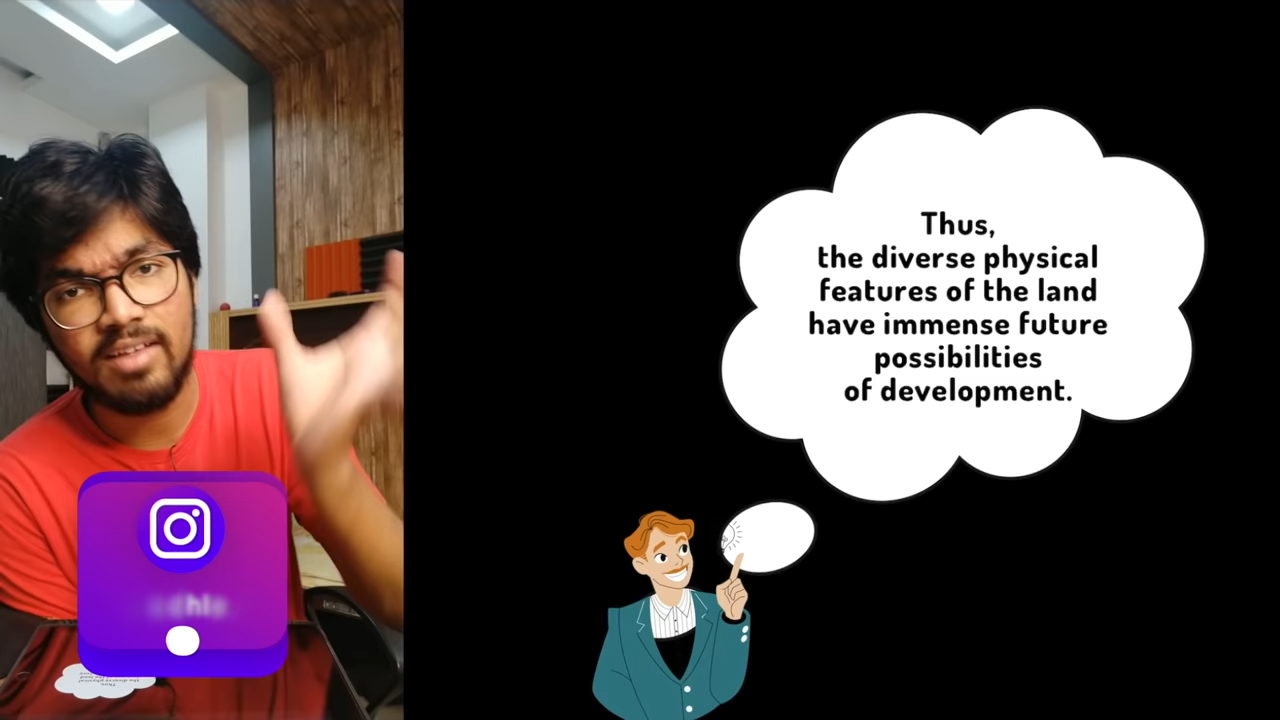 Thus,
the diverse physical
features of the land
have immense future
possibilities
of development.